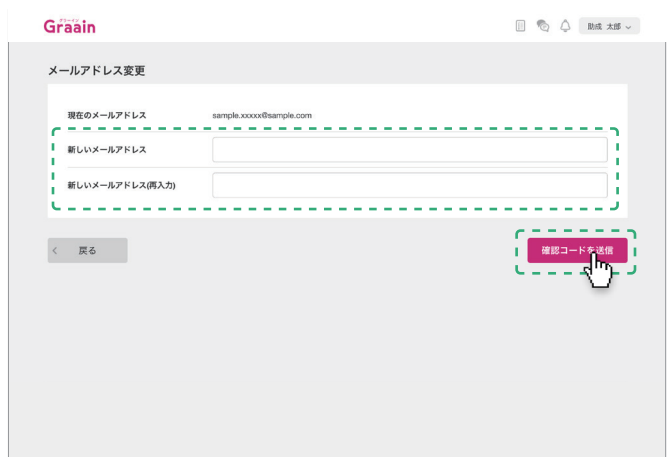 グラーイン
Graain
助成 太郎
メールアドレス変更
現在のメールアドレス
sample.xxxxx@sample.com
新しいメールアドレス
新しいメールアドレス(再入力)
戻る
確認コードを送信